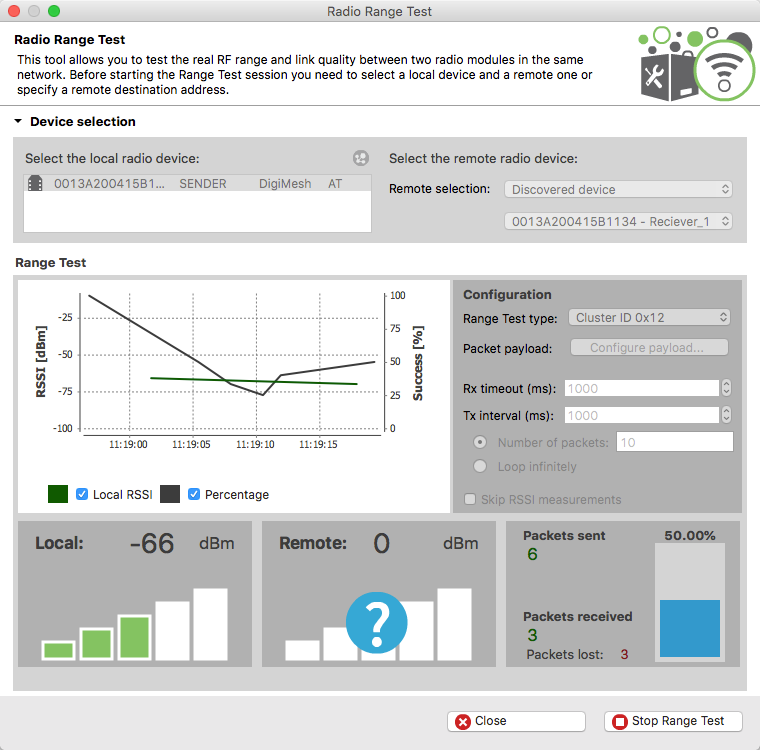 Radio Range Test
Radio Range Test
This tool allows you to test the real RF range and link quality between two radio modules in the same
network. Before starting the Range Test session you need to select a local device and a remote one or
specify a remote destination address.
Device selection
Select the local radio device:
0013A200415B1... SENDER DigiMesh AT
Select the remote radio device:
Remote selection: Discovered device
0013A200415B1134 - Reciever_1
Range Test
RSSI [dBm]
-25
-50
-75
-100
100
75
50
25
0
Success [%]
11:19:00 11:19:05 11:19:10 11:19:15
Local RSSI Percentage
Configuration
Range Test type: Cluster ID 0x12
Packet payload: Configure payload...
Rx timeout (ms): 1000
Tx interval (ms): 1000
Number of packets: 10
Loop infinitely
Skip RSSI measurements
Local: -66 dBm
Remote: 0 dBm
?
Packets sent
6
Packets received
3
Packets lost: 3
50.00%
Close
Stop Range Test